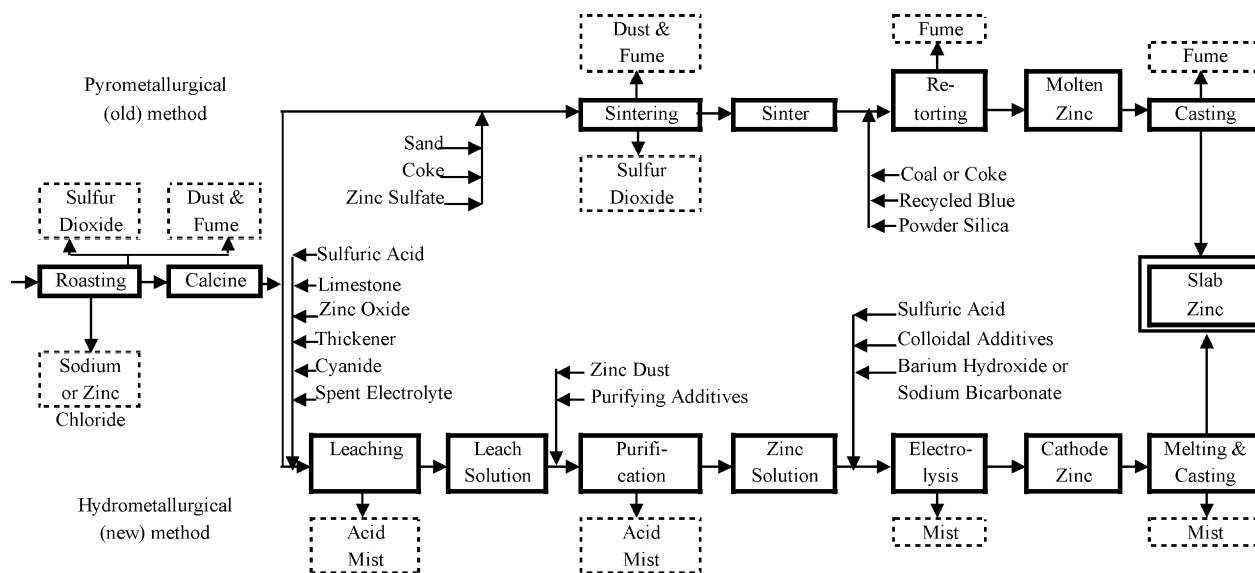 Dust &
Fume
Fume
Fume
Pyrometallurgical
(old) method
Sintering
Sinter
Re-
torting
Molten
Zinc
Casting
Sand
Coke
Zinc Sulfate
Sulfur
Dioxide
Coal or Coke
Recycled Blue
Powder Silica
Sulfur
Dioxide
Dust &
Fume
Roasting
Calcine
Sodium
or Zinc
Chloride
Sulfuric Acid
Limestone
Zinc Oxide
Thickener
Cyanide
Spent Electrolyte
Zinc Dust
Purifying Additives
Sulfuric Acid
Colloidal Additives
Barium Hydroxide or
Sodium Bicarbonate
Slab
Zinc
Leaching
Leach
Solution
Purifi-
cation
Zinc
Solution
Electro-
lysis
Cathode
Zinc
Melting &
Casting
Hydrometallurgical
(new) method
Acid
Mist
Acid
Mist
Mist
Mist